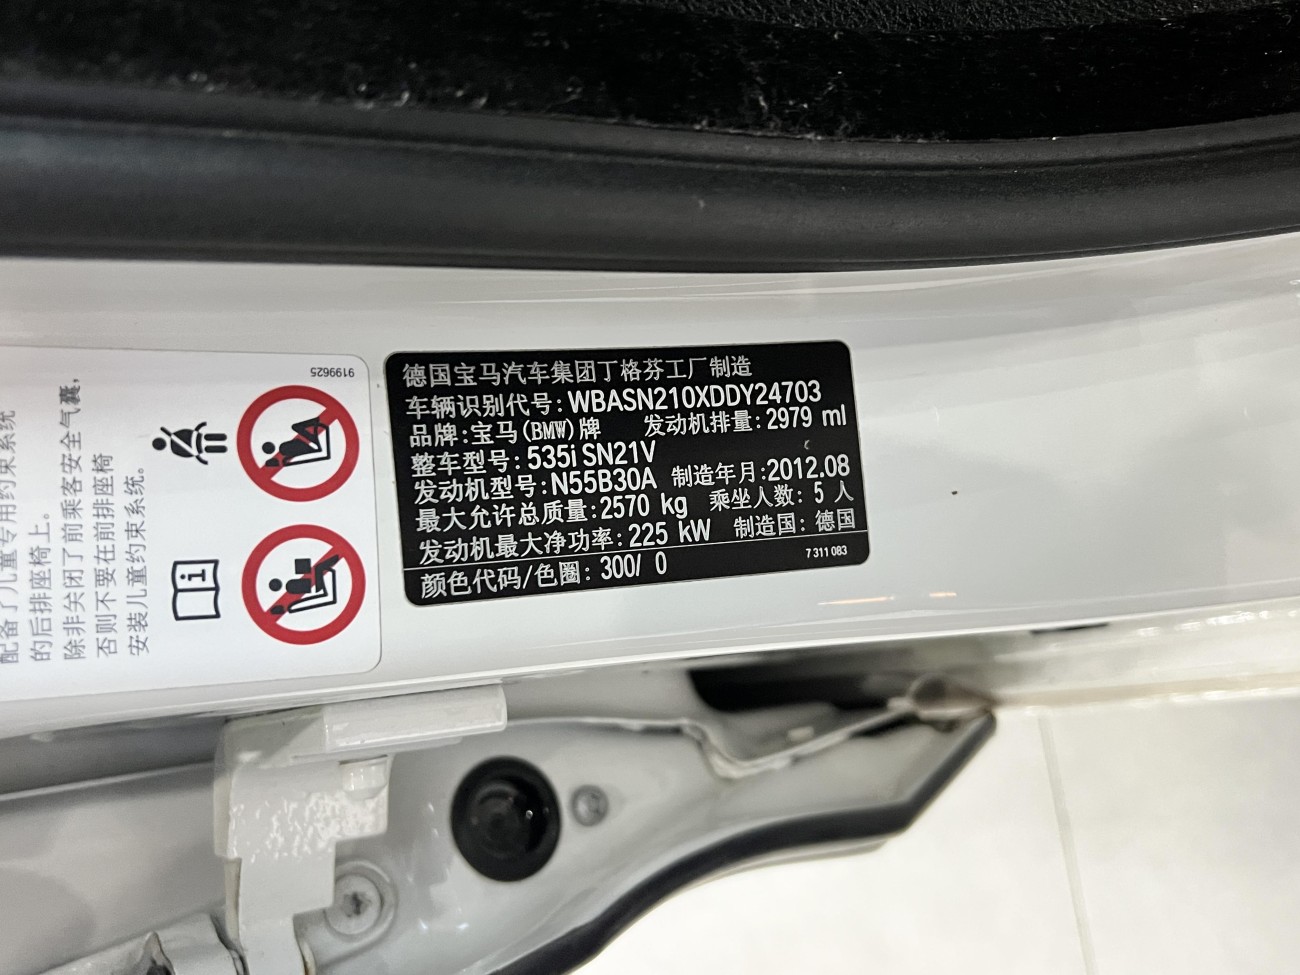 德国宝马汽车集团丁格芬工厂制造
车辆识别代号: WBASN210XDDY24703
品牌:宝马(BMW)牌 发动机排量: 2979 ml
整车型号: 535i SN21V
发动机型号: N55B30A 制造年月:2012.08
最大允许总质量:2570 kg 乘坐人数: 5 人
发动机最大净功率: 225 kW 制造国: 德国
颜色代码/色圈: 300/ 0 7 311 083
9199625
配备了儿童专用约束系统
的后排座椅上。
除非关闭了前乘客安全气囊,
否则不要在前排座椅
安装儿童约束系统。